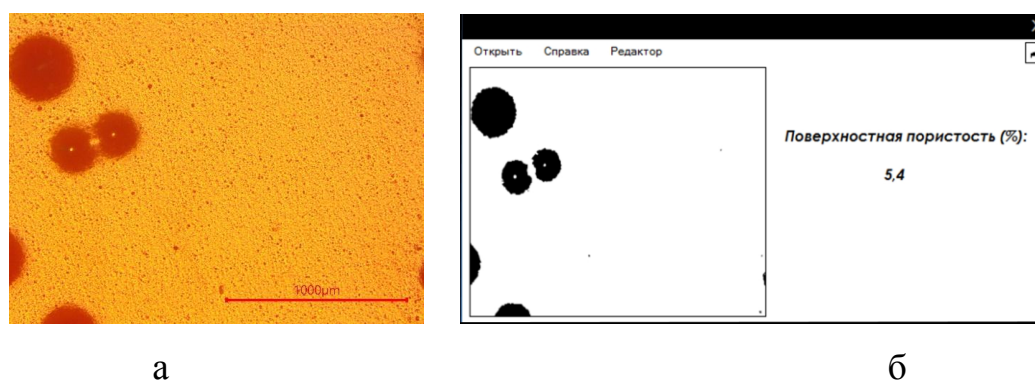 1000µm
Открыть Справка Редактор
Поверхностная пористость (%):
5,4
а б